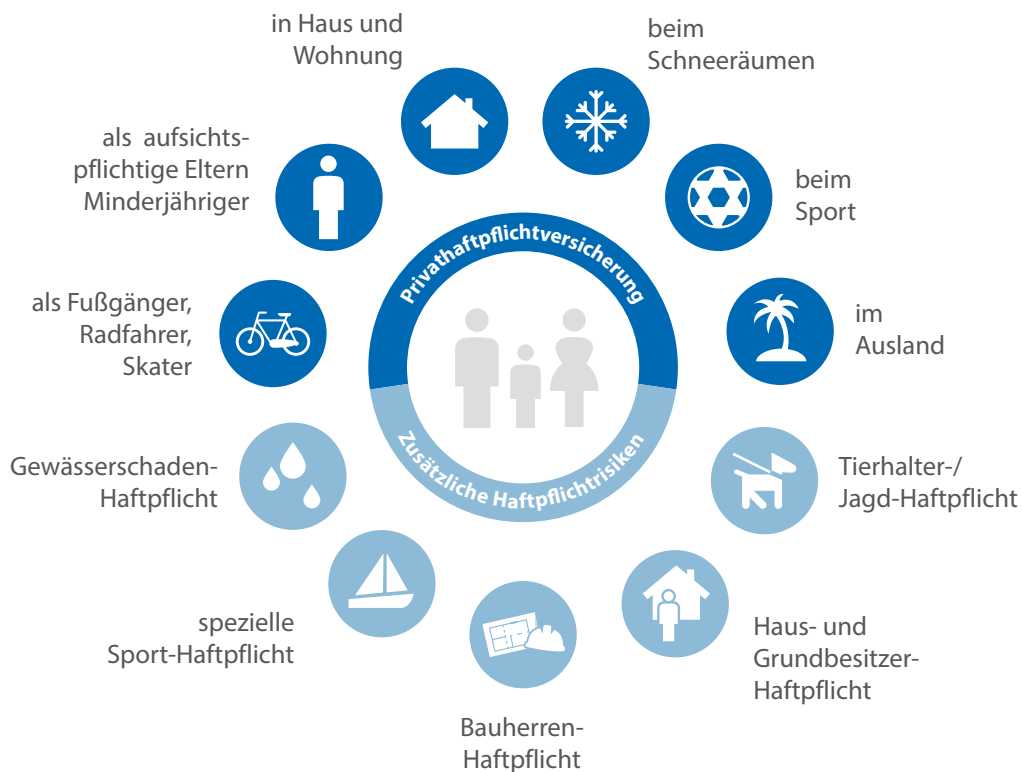 in Haus und
Wohnung
beim
Schneeräumen
als aufsichts-
pflichtige Eltern
Minderjähriger
beim
Sport
Privathaftpflichtversicherung
als Fußgänger,
Radfahrer,
Skater
im
Ausland
Zusätzliche Haftpflichtrisiken
Gewässerschaden-
Haftpflicht
Tierhalter-/
Jagd-Haftpflicht
spezielle
Sport-Haftpflicht
Haus- und
Grundbesitzer-
Haftpflicht
Bauherren-
Haftpflicht